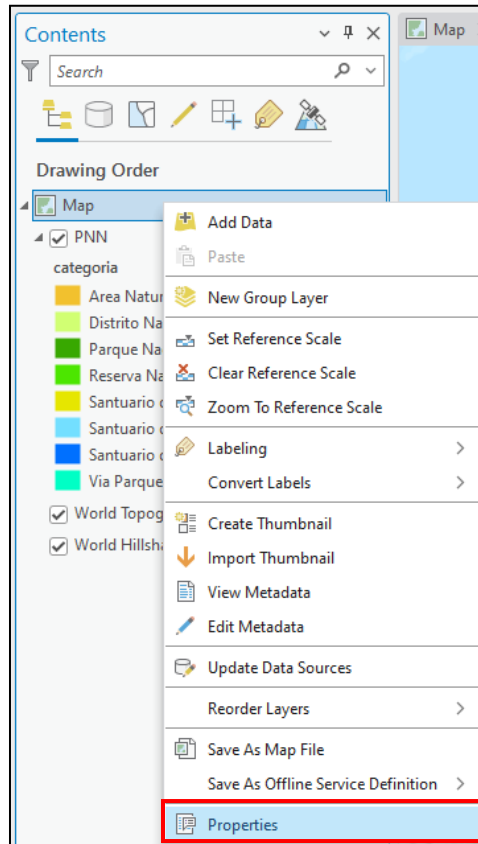 Contents
Map
Search
Drawing Order
Map
PNN
categoria
Area Natur
Distrito Na
Parque Na
Reserva Na
Santuario
Santuario
Santuario
Via Parque
World Topog
World Hillsh
Add Data
Paste
New Group Layer
Set Reference Scale
Clear Reference Scale
Zoom To Reference Scale
Labeling
Convert Labels
Create Thumbnail
Import Thumbnail
View Metadata
Edit Metadata
Update Data Sources
Reorder Layers
Save As Map File
Save As Offline Service Definition
Properties